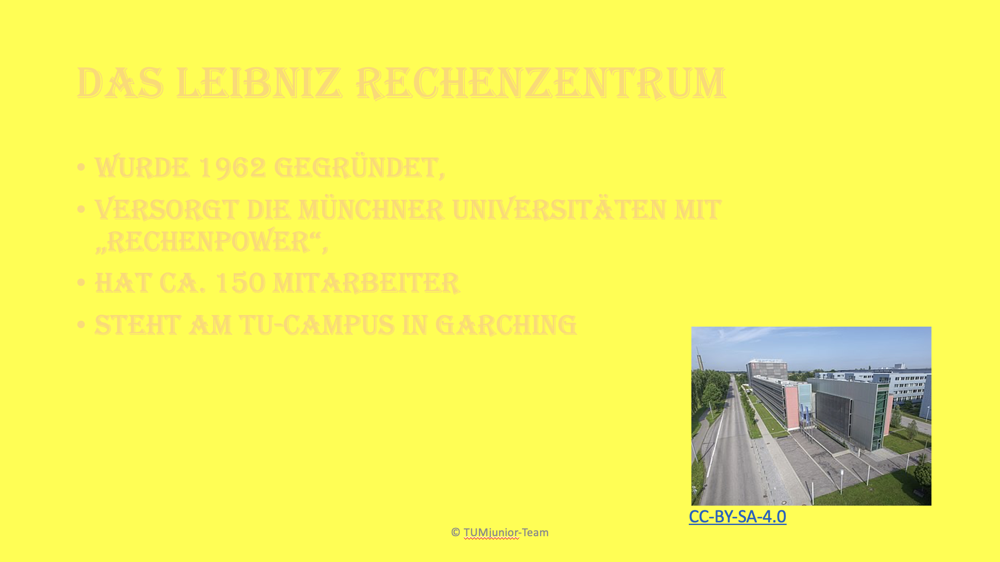 DAS LEIBNIZ RECHENZENTRUM
• WURDE 1962 GEGRÜNDET,
• VERSORGT DIE MÜNCHNER UNIVERSITÄTEN MIT
„RECHENPOWER“,
• HAT CA. 150 MITARBEITER
• STEHT AM TU-CAMPUS IN GARCHING
CC-BY-SA-4.0
© TUMjunior-Team